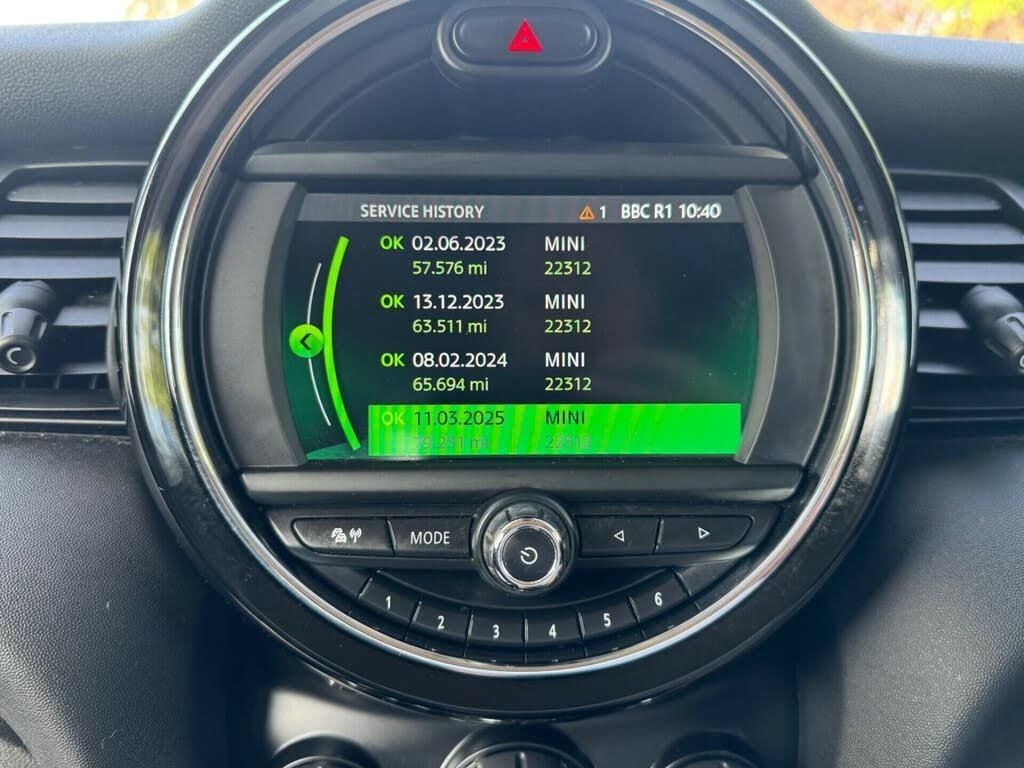 SERVICE HISTORY 1 BBC R1 10:40
OK 02.06.2023 MINI
57.576 mi 22312
OK 13.12.2023 MINI
63.511 mi 22312
OK 08.02.2024 MINI
65.694 mi 22312
OK 11.03.2025 MINI
22312
MODE
1
2
3
4
5
6